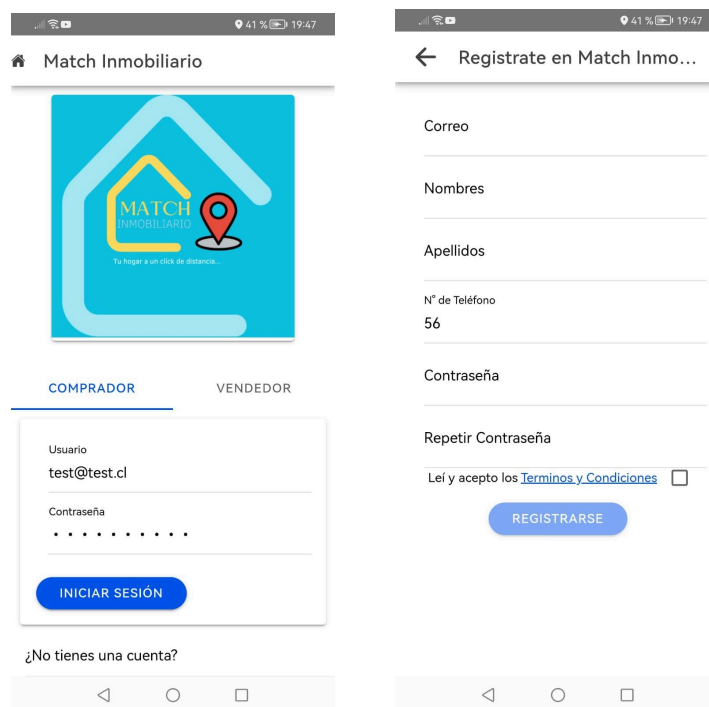 41 % 19:47
Match Inmobiliario
MATCH
INMOBILIARIO
Tu hogar a un click de distancia...
COMPRADOR VENDEDOR
Usuario
test@test.cl
Contraseña
INICIAR SESIÓN
¿No tienes una cuenta?
41 % 19:47
Registrate en Match Inmo...
Correo
Nombres
Apellidos
N° de Teléfono
56
Contraseña
Repetir Contraseña
Leí y acepto los Terminos y Condiciones
REGISTRARSE